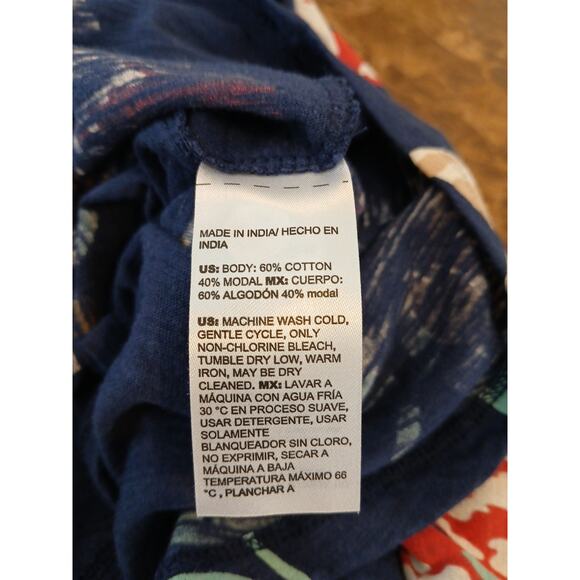 MADE IN INDIA/ HECHO EN
INDIA
US: BODY: 60% COTTON
40% MODAL MX: CUERPO:
60% ALGODÓN 40% modal
US: MACHINE WASH COLD,
GENTLE CYCLE, ONLY
NON-CHLORINE BLEACH,
TUMBLE DRY LOW, WARM
IRON, MAY BE DRY
CLEANED. MX: LAVAR A
MÁQUINA CON AGUA FRÍA
30 °C EN PROCESO SUAVE,
USAR DETERGENTE, USAR
SOLAMENTE
BLANQUEADOR SIN CLORO,
NO EXPRIMIR, SECAR A
MÁQUINA A BAJA
TEMPERATURA MÁXIMO 66
°C, PLANCHAR A